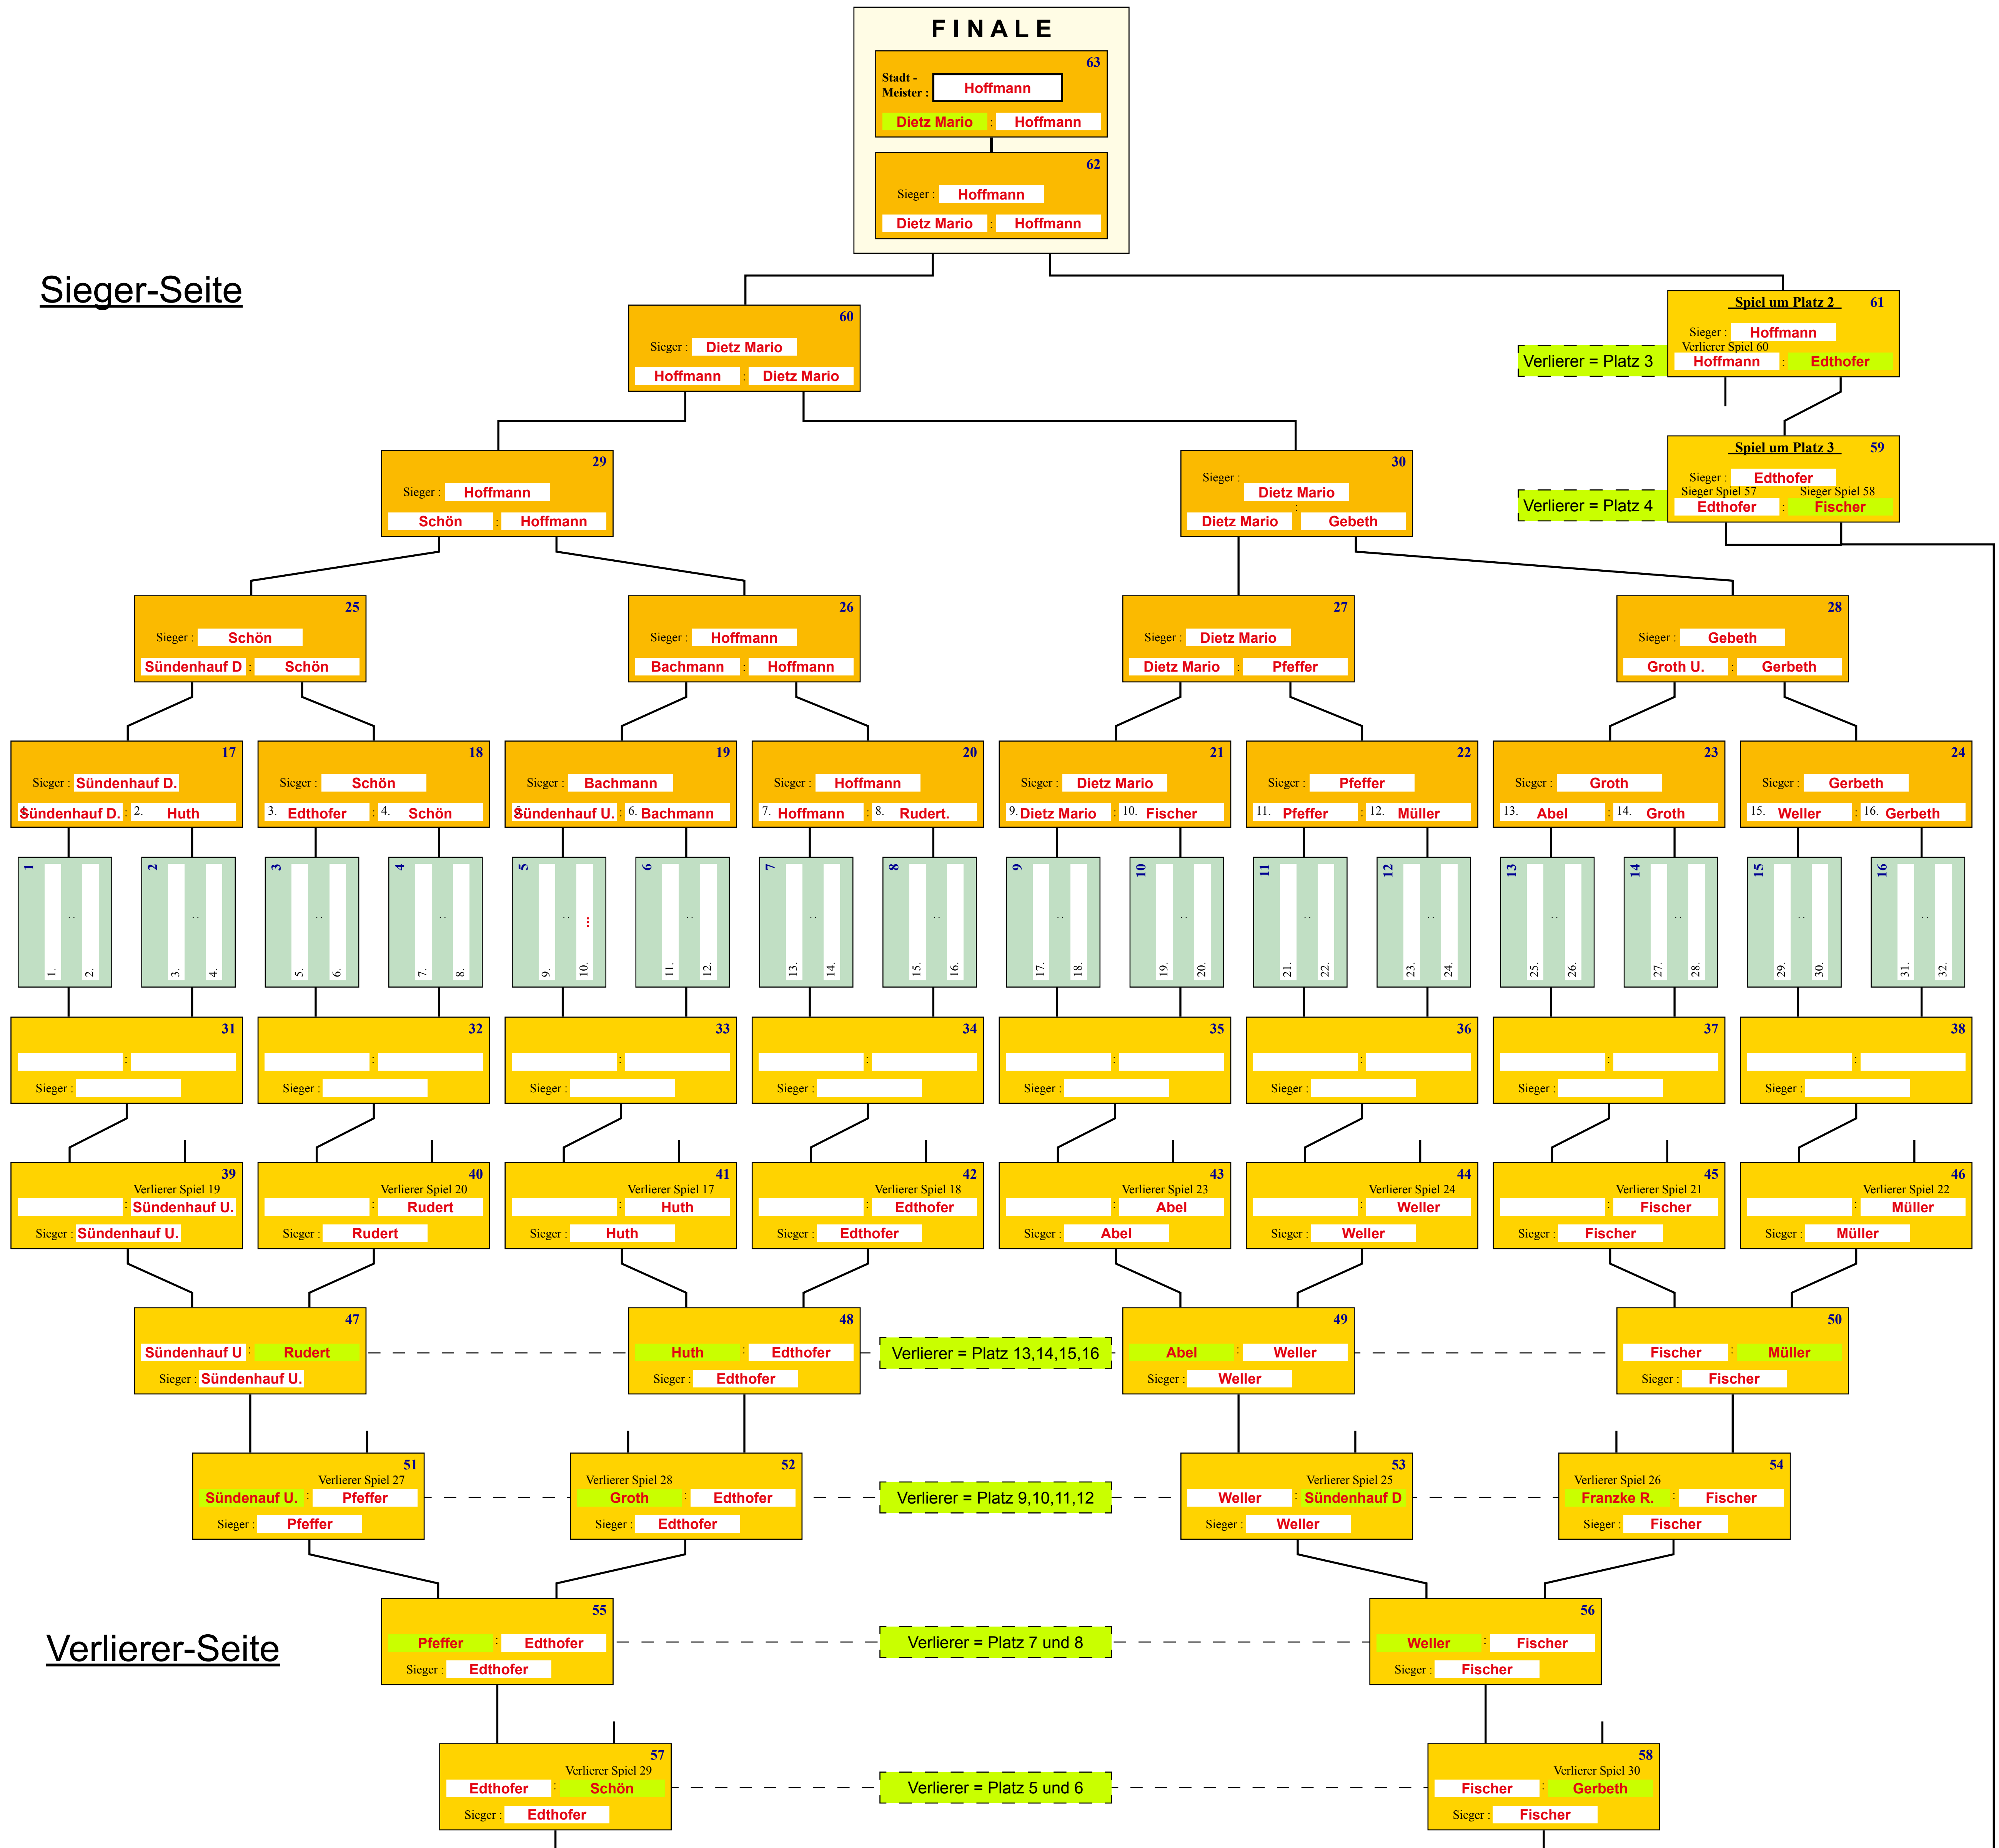 F I N A L E
63
Stadt -
Meister : Hoffmann
Dietz Mario : Hoffmann
62
Sieger : Hoffmann
Dietz Mario : Hoffmann
Sieger-Seite
60
Sieger : Dietz Mario
Hoffmann : Dietz Mario
Spiel um Platz 2 61
Sieger : Hoffmann
Verlierer Spiel 60
Verlierer = Platz 3
Hoffmann : Edthofer
29
Sieger : Hoffmann
Schön : Hoffmann
30
Sieger :
Dietz Mario
:
Dietz Mario Gebeth
Spiel um Platz 3 59
Sieger : Edthofer
Sieger Spiel 57 Sieger Spiel 58
Verlierer = Platz 4
Edthofer : Fischer
25
Sieger : Schön
Sündenhauf D : Schön
26
Sieger : Hoffmann
Bachmann : Hoffmann
27
Sieger : Dietz Mario
Dietz Mario : Pfeffer
28
Sieger : Gebeth
Groth U. : Gerbeth
17
Sieger : Sündenhauf D.
Sündenhauf D. : 2. Huth
18
Sieger : Schön
3. Edthofer : 4. Schön
19
Sieger : Bachmann
Sündenhauf U. : 6. Bachmann
20
Sieger : Hoffmann
7. Hoffmann : 8. Rudert.
21
Sieger : Dietz Mario
9. Dietz Mario : 10. Fischer
22
Sieger : Pfeffer
11. Pfeffer : 12. Müller
23
Sieger : Groth
13. Abel : 14. Groth
24
Sieger : Gerbeth
15. Weller : 16. Gerbeth
1
1. : 2.
2
3. : 4.
3
5. : 6.
4
7. : 8.
5
9. : 10. ...
6
11. : 12.
7
13. : 14.
8
15. : 16.
9
17. : 18.
10
19. : 20.
11
21. : 22.
12
23. : 24.
13
25. : 26.
14
27. : 28.
15
29. : 30.
16
31. : 32.
31
:
Sieger :
32
:
Sieger :
33
:
Sieger :
34
:
Sieger :
35
:
Sieger :
36
:
Sieger :
37
:
Sieger :
38
:
Sieger :
39
Verlierer Spiel 19
: Sündenhauf U.
Sieger : Sündenhauf U.
40
Verlierer Spiel 20
: Rudert
Sieger : Rudert
41
Verlierer Spiel 17
: Huth
Sieger : Huth
42
Verlierer Spiel 18
: Edthofer
Sieger : Edthofer
43
Verlierer Spiel 23
: Abel
Sieger : Abel
44
Verlierer Spiel 24
: Weller
Sieger : Weller
45
Verlierer Spiel 21
: Fischer
Sieger : Fischer
46
Verlierer Spiel 22
: Müller
Sieger : Müller
47
Sündenhauf U : Rudert
Sieger : Sündenhauf U.
48
Huth : Edthofer
Sieger : Edthofer
Verlierer = Platz 13,14,15,16
49
Abel : Weller
Sieger : Weller
50
Fischer : Müller
Sieger : Fischer
51
Verlierer Spiel 27
Sündenauf U. : Pfeffer
Sieger : Pfeffer
52
Verlierer Spiel 28
Groth : Edthofer
Sieger : Edthofer
Verlierer = Platz 9,10,11,12
53
Verlierer Spiel 25
Weller : Sündenhauf D
Sieger : Weller
54
Verlierer Spiel 26
Franzke R. : Fischer
Sieger : Fischer
Verlierer-Seite
55
Pfeffer : Edthofer
Sieger : Edthofer
Verlierer = Platz 7 und 8
56
Weller : Fischer
Sieger : Fischer
57
Verlierer Spiel 29
Edthofer : Schön
Sieger : Edthofer
Verlierer = Platz 5 und 6
58
Verlierer Spiel 30
Fischer : Gerbeth
Sieger : Fischer